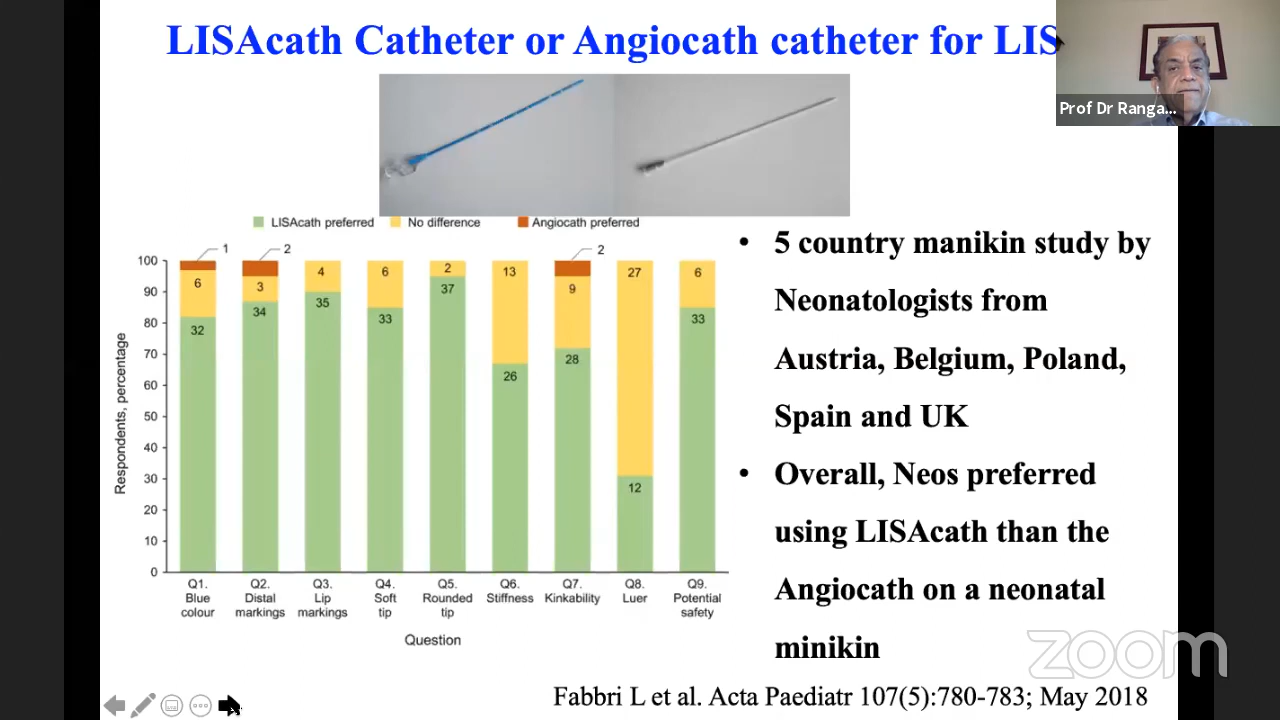 LISAcath Catheter or Angiocath catheter for LIS
Prof Dr Ranga...
LISAcath preferred No difference Angiocath preferred
1 2 2
100
90
80
70
60
50
40
30
20
10
0
Respondents, percentage
6 3 4 6 2 13 9 27 6
32 34 35 33 37 26 28 12 33
Q1. Q2. Q3. Q4. Q5. Q6. Q7. Q8. Q9.
Blue Distal Lip Soft Rounded Stiffness Kinkability Luer Potential
colour markings markings tip tip safety
Question
• 5 country manikin study by
Neonatologists from
Austria, Belgium, Poland,
Spain and UK
• Overall, Neos preferred
using LISAcath than the
Angiocath on a neonatal
minikin
zoom
Fabbri L et al. Acta Paediatr 107(5):780-783; May 2018